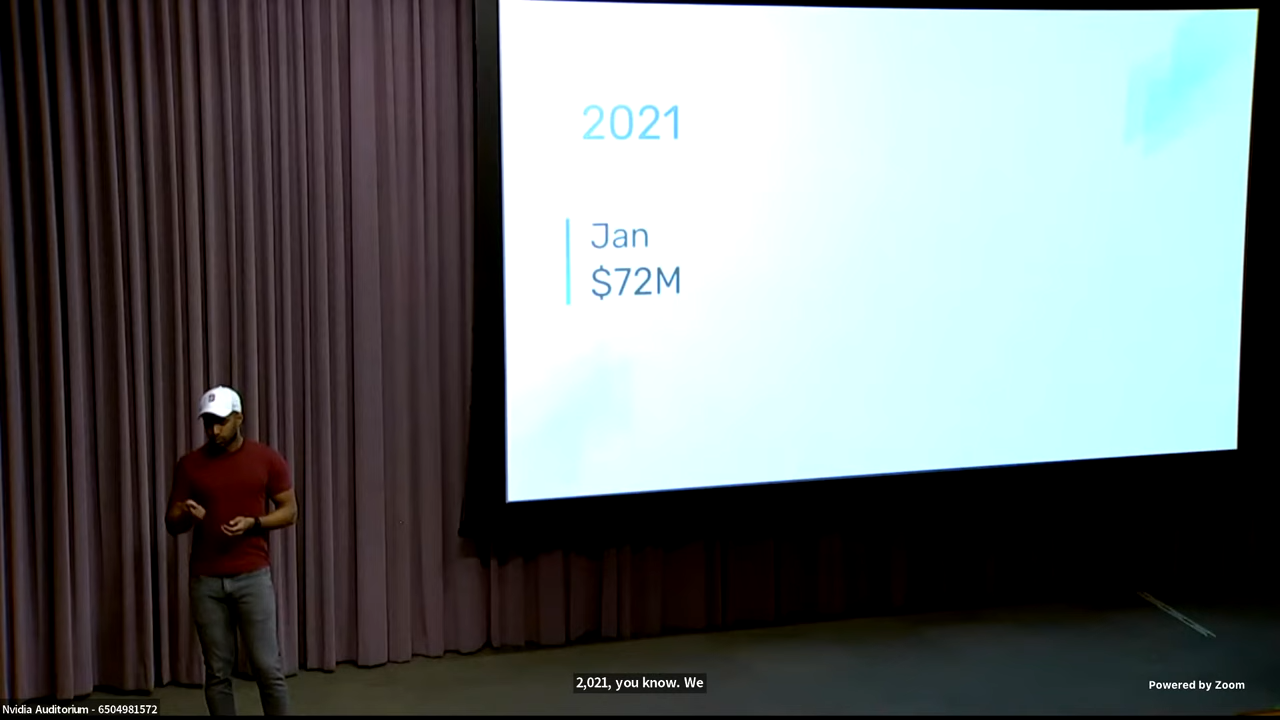 2021
Jan
$72M
2,021, you know. We
Powered by Zoom
Nvidia Auditorium - 6504981572